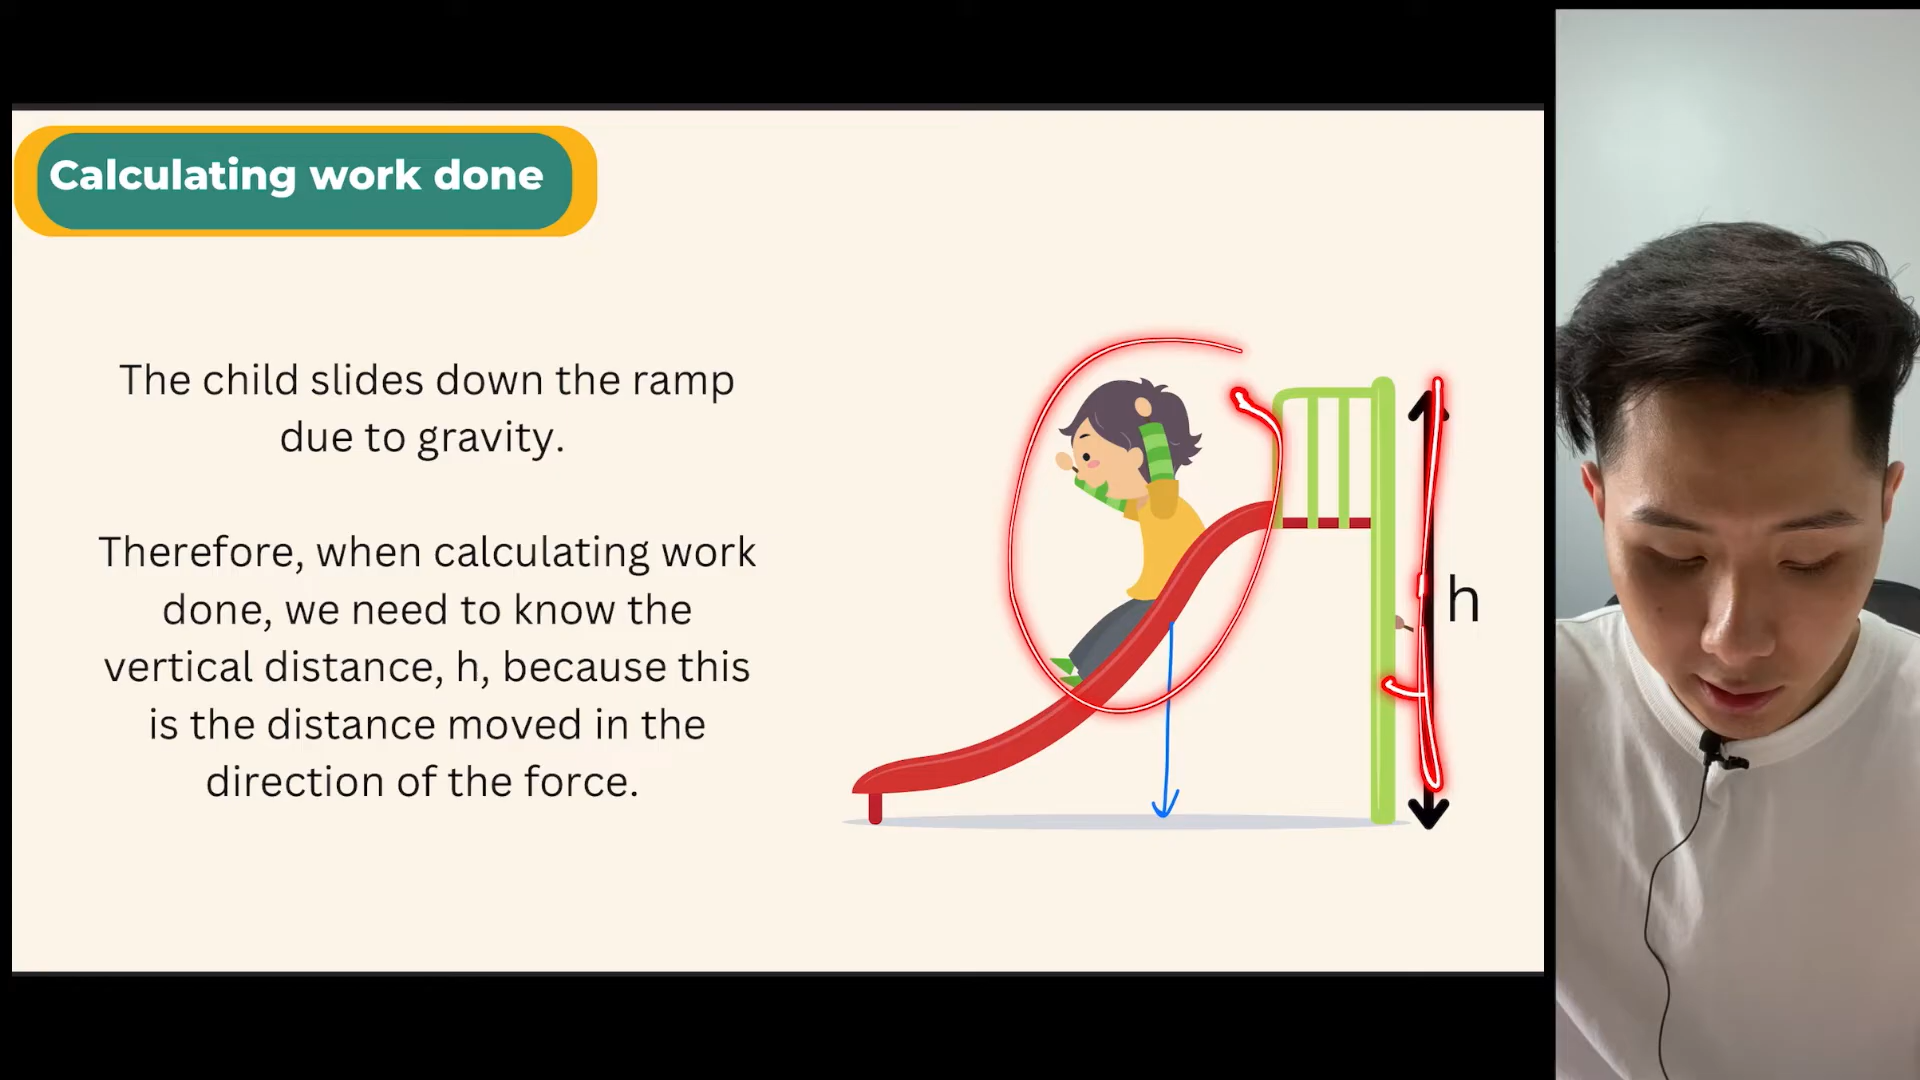 Calculating work done
The child slides down the ramp
due to gravity.
Therefore, when calculating work
done, we need to know the
vertical distance, h, because this
is the distance moved in the
direction of the force.
h